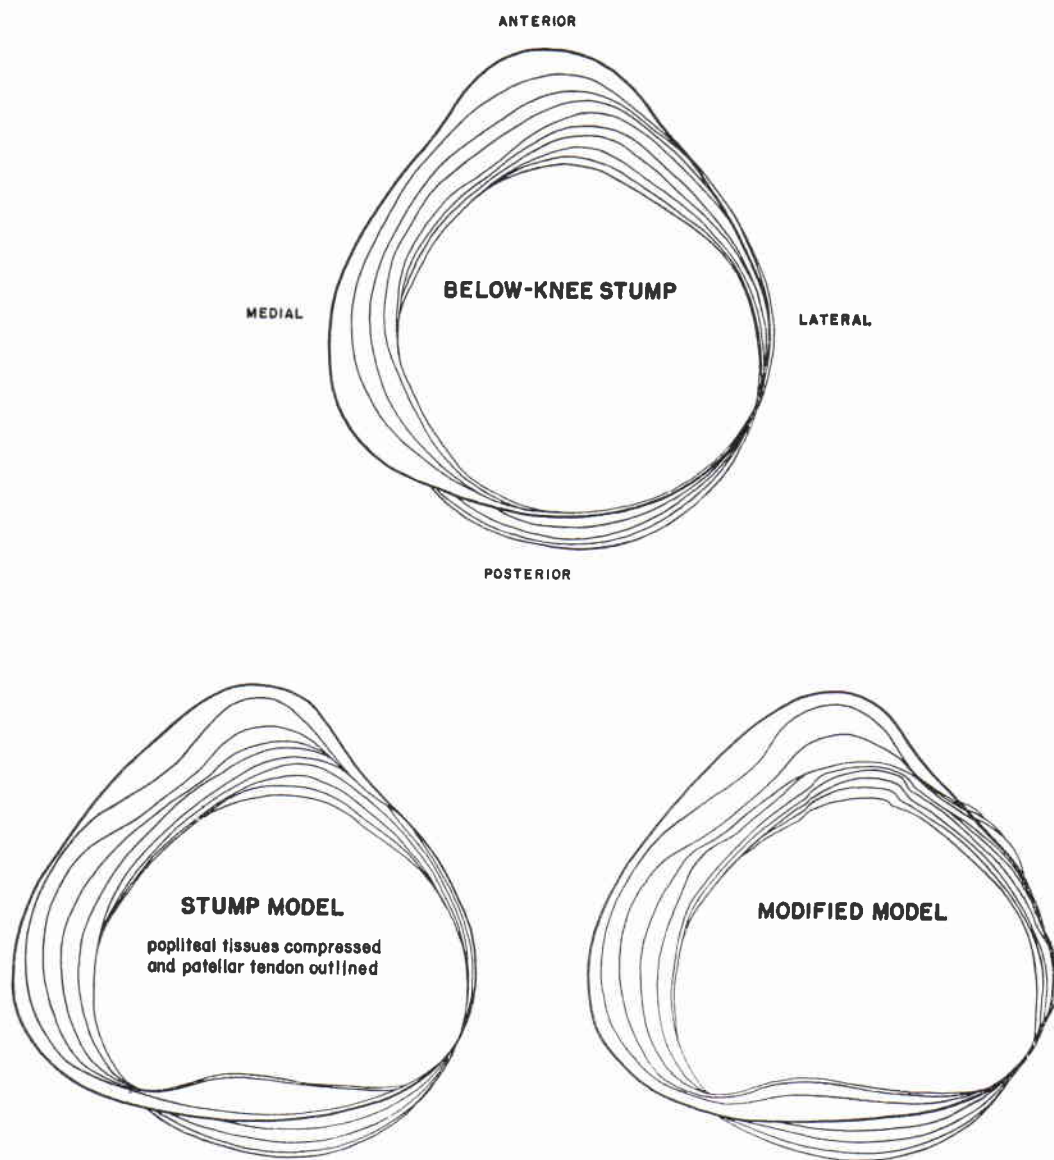 ANTERIOR
BELOW-KNEE STUMP
MEDIAL
LATERAL
POSTERIOR
STUMP MODEL
popliteal tissues compressed
and patellar tendon outlined
MODIFIED MODEL